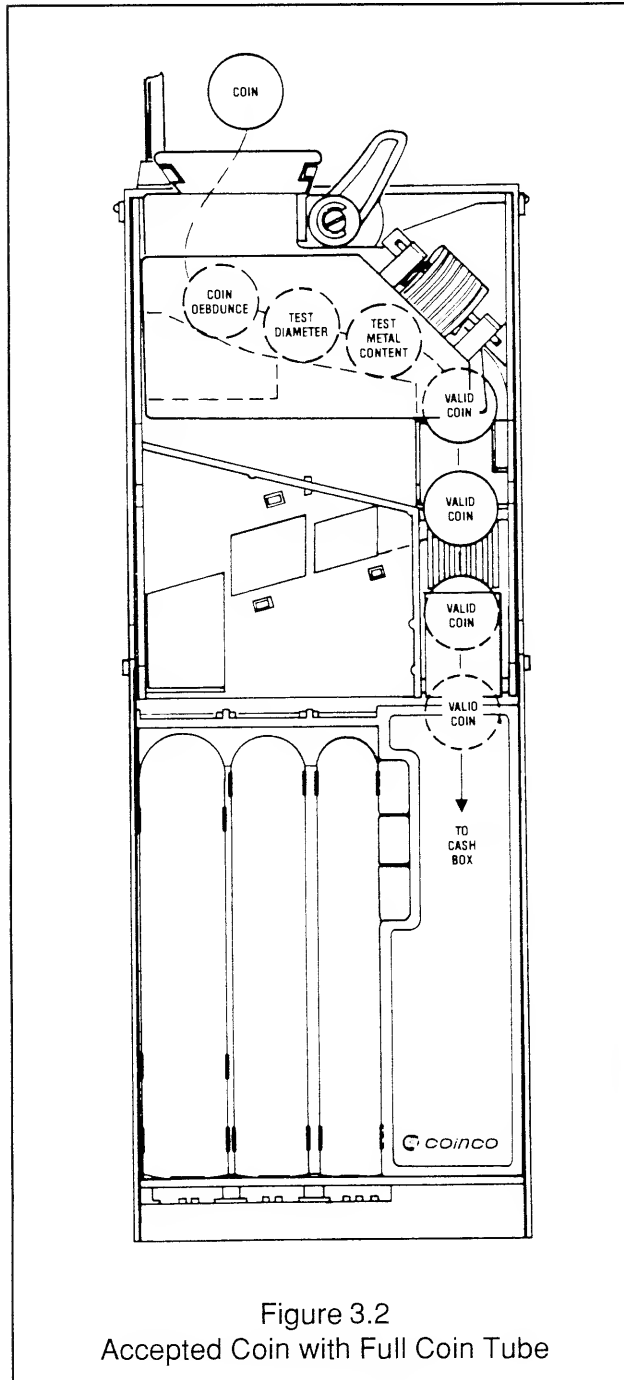 COIN
COIN
DEBOUNCE
TEST
DIAMETER
TEST
METAL
CONTENT
VALID
COIN
VALID
COIN
VALID
COIN
VALID
COIN
TO
CASH
BOX
coinco
Figure 3.2
Accepted Coin with Full Coin Tube